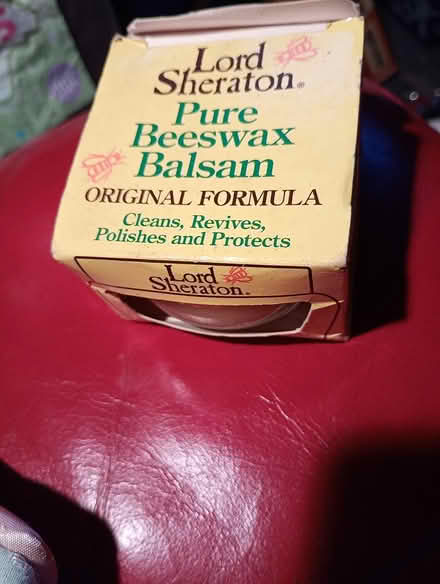 Lord
Sheraton®
Pure
Beeswax
Balsam
ORIGINAL FORMULA
Cleans, Revives,
Polishes and Protects
Lord
Sheraton®